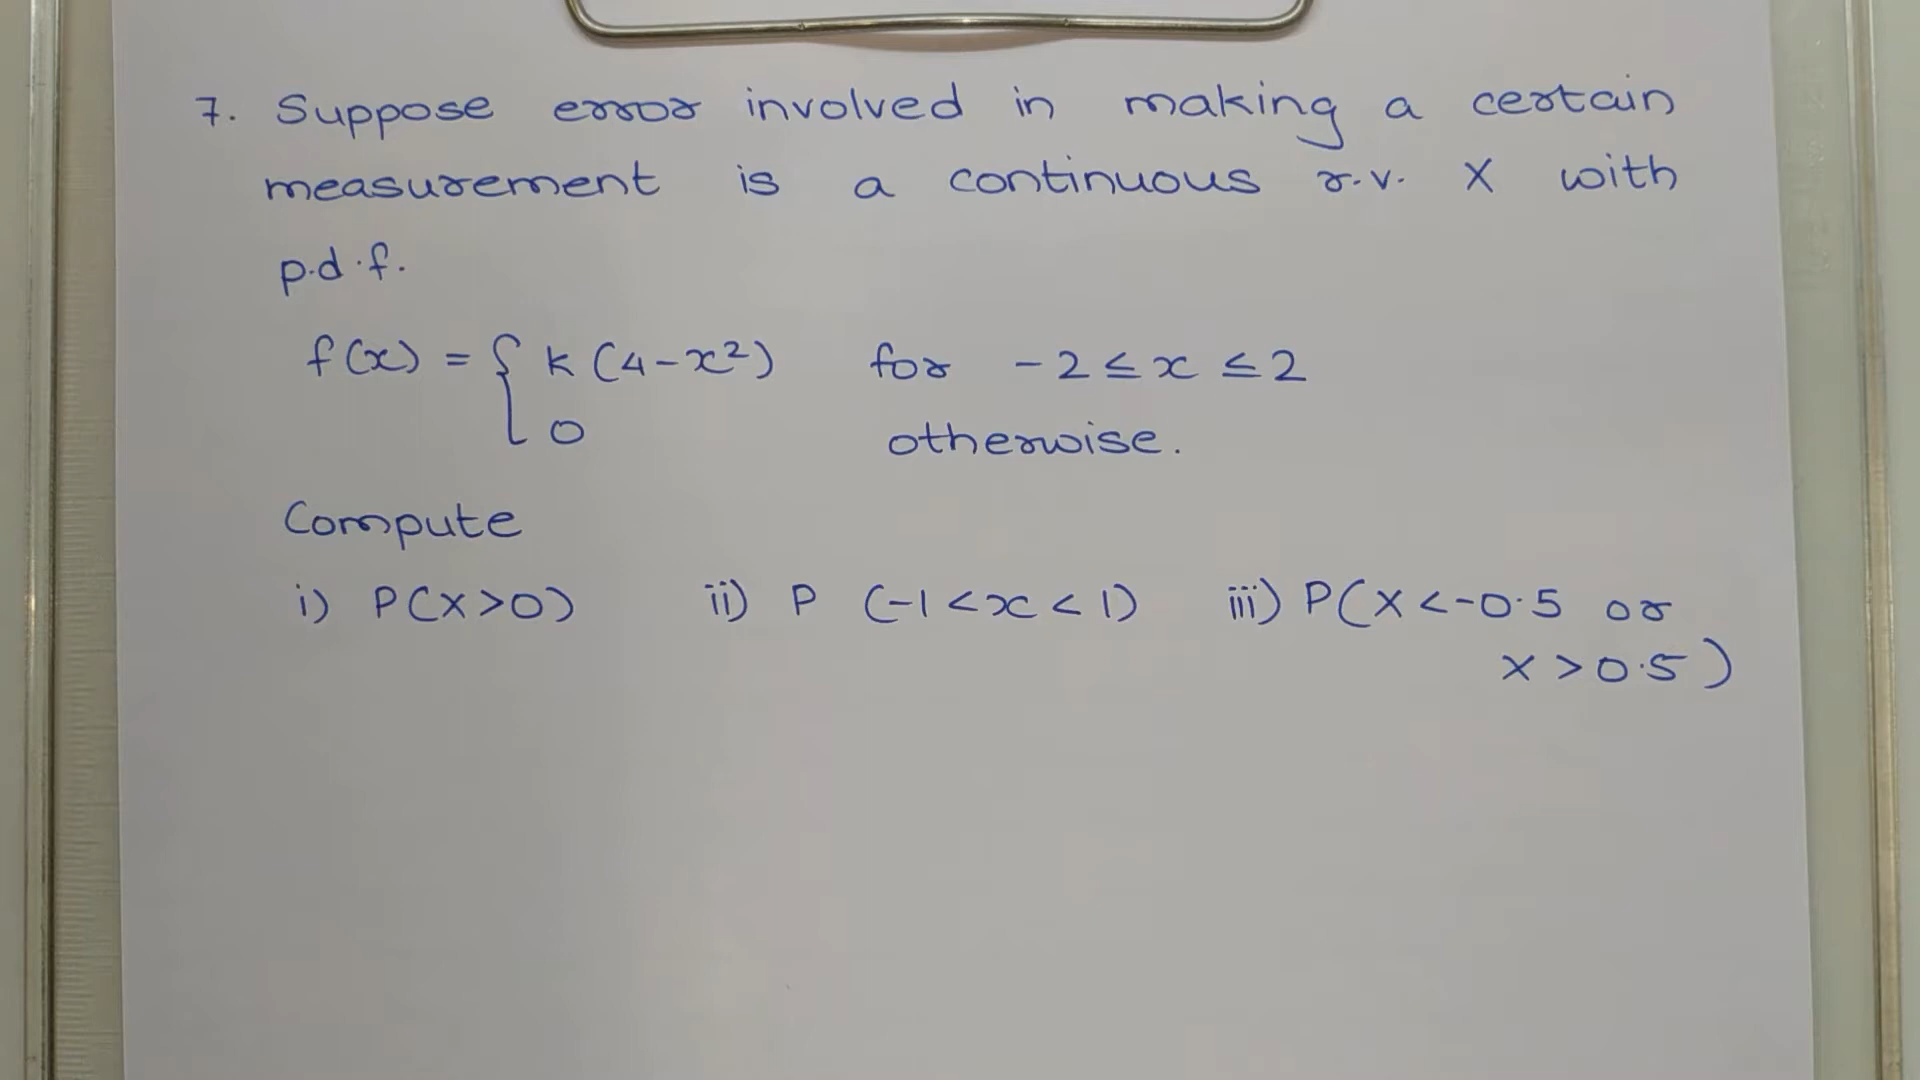 7. Suppose error involved in making a certain
measurement is a continuous r.v. X with
p.d.f.
f(x) = { k (4-x²) for -2 ≤ x ≤ 2
0 otherwise.
Compute
i) P(X>0) ii) P (-1 < x < 1) iii) P(X < -0.5 or
X > 0.5)